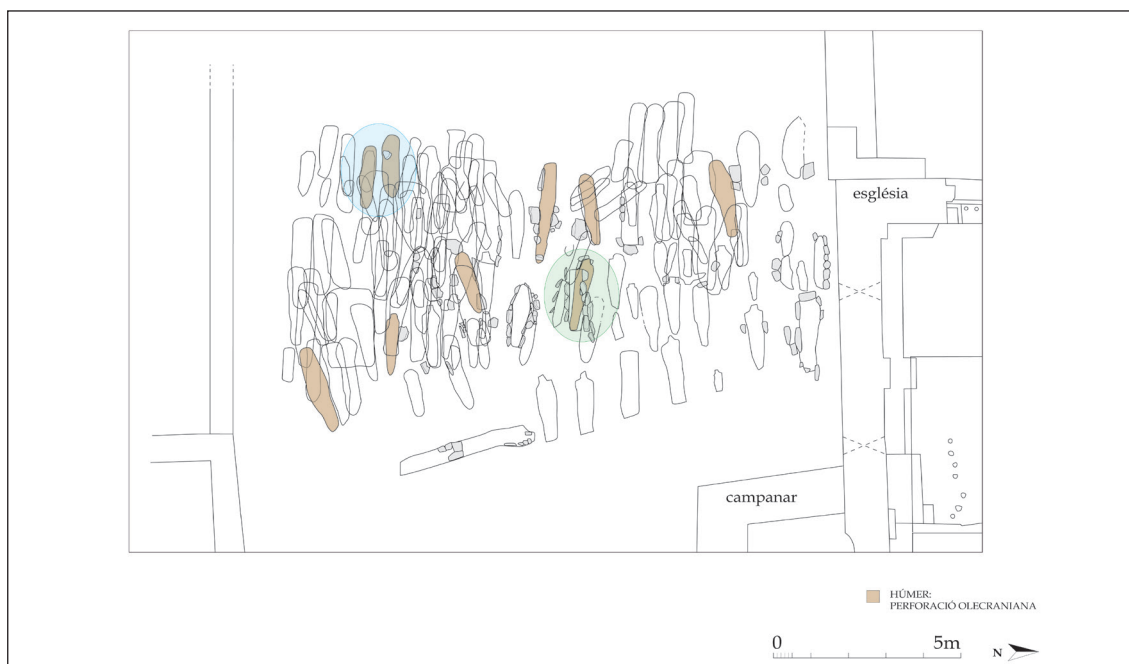 església
campanar
HÚMER:
PERFORACIÓ OLECRANIANA
0 5m
N